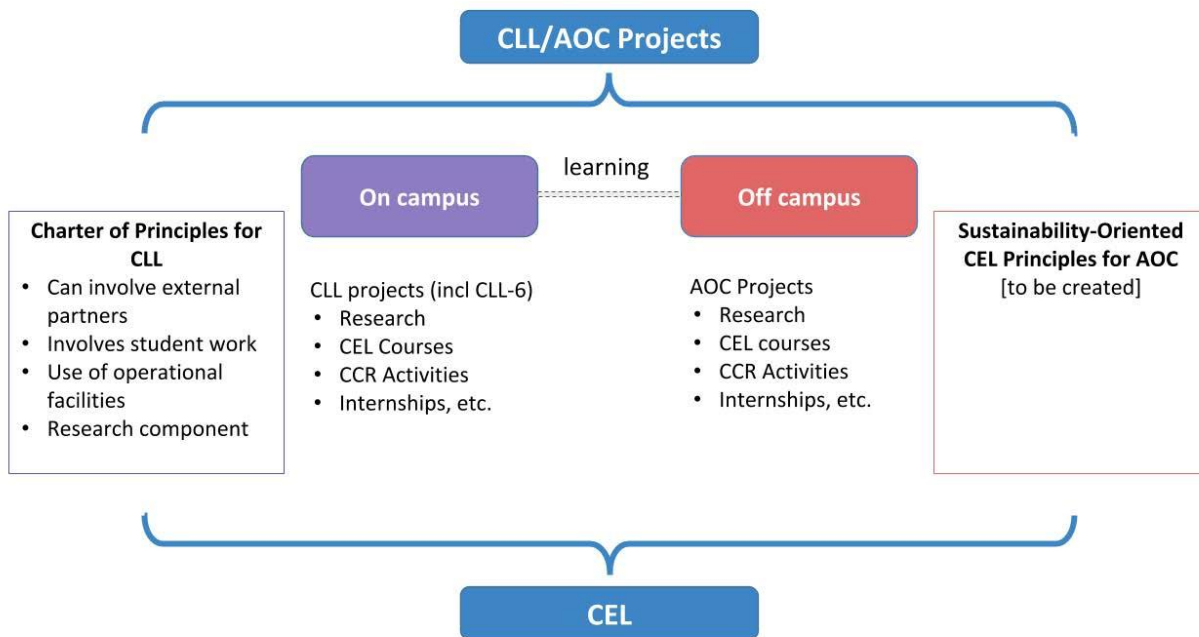 CLL/AOC Projects
learning
On campus
Off campus
Charter of Principles for
CLL
• Can involve external
partners
• Involves student work
• Use of operational
facilities
• Research component
CLL projects (incl CLL-6)
• Research
• CEL Courses
• CCR Activities
• Internships, etc.
AOC Projects
• Research
• CEL courses
• CCR Activities
• Internships, etc.
Sustainability-Oriented
CEL Principles for AOC
[to be created]
CEL